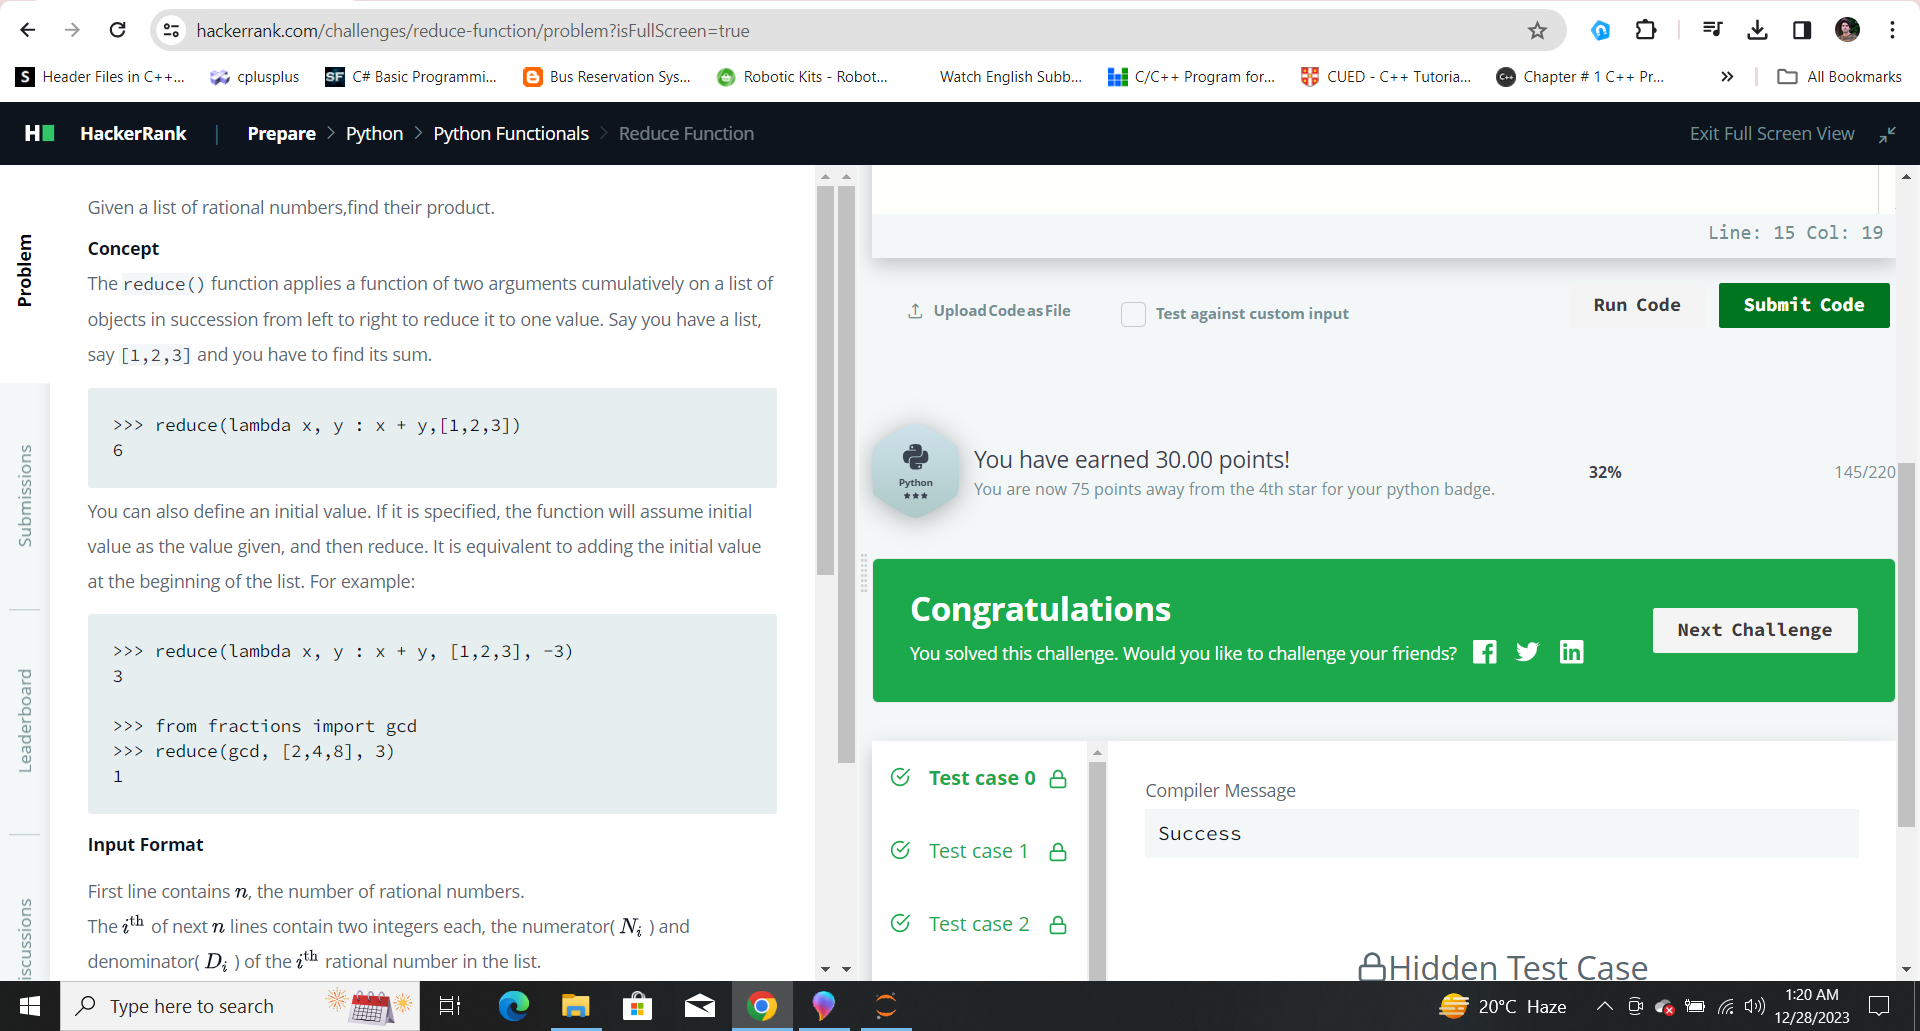 hackerrank.com/challenges/reduce-function/problem?isFullScreen=true
S Header Files in C++... cplusplus SF C# Basic Programmi... Bus Reservation Sys... Robotic Kits - Robot... Watch English Subb... C/C++ Program for... CUED - C++ Tutoria... C++ Chapter # 1 C++ Pr... » All Bookmarks
H HackerRank | Prepare > Python > Python Functionals > Reduce Function Exit Full Screen View
Problem
Submissions
Leaderboard
iscussions
Given a list of rational numbers,find their product.
Concept
The reduce() function applies a function of two arguments cumulatively on a list of
objects in succession from left to right to reduce it to one value. Say you have a list,
say [1,2,3] and you have to find its sum.
>>> reduce(lambda x, y : x + y,[1,2,3])
6
You can also define an initial value. If it is specified, the function will assume initial
value as the value given, and then reduce. It is equivalent to adding the initial value
at the beginning of the list. For example:
>>> reduce(lambda x, y : x + y, [1,2,3], -3)
3
>>> from fractions import gcd
>>> reduce(gcd, [2,4,8], 3)
1
Input Format
First line contains n, the number of rational numbers.
The i^th of next n lines contain two integers each, the numerator( N_i ) and
denominator( D_i ) of the i^th rational number in the list.
Line: 15 Col: 19
Upload Code as File Test against custom input Run Code Submit Code
Python
You have earned 30.00 points!
You are now 75 points away from the 4th star for your python badge.
32% 145/220
Congratulations
You solved this challenge. Would you like to challenge your friends?
Next Challenge
Test case 0
Test case 1
Test case 2
Compiler Message
Success
Hidden Test Case
Type here to search
20°C Haze
1:20 AM
12/28/2023